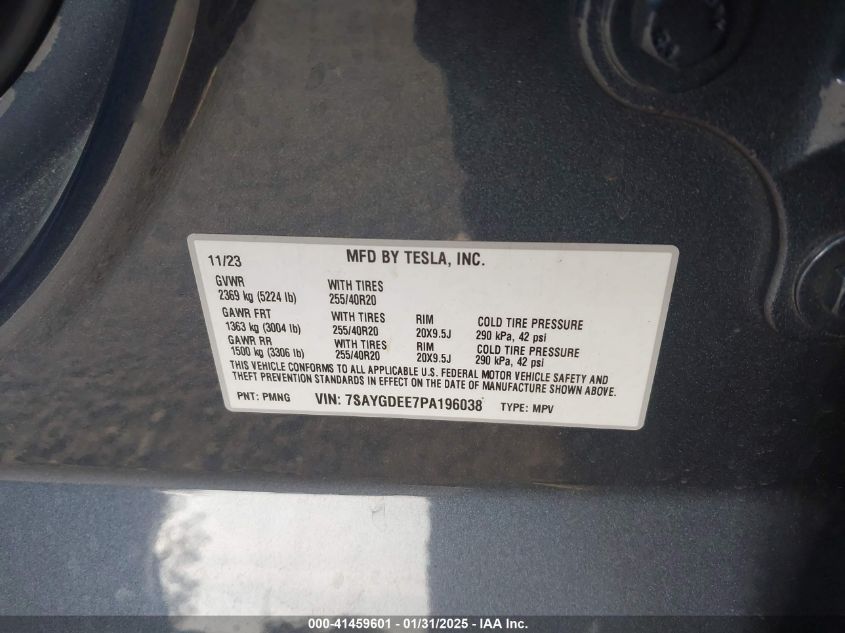 11/23 MFD BY TESLA, INC.
GVWR WITH TIRES
2369 kg (5224 lb) 255/40R20
GAWR FRT WITH TIRES RIM COLD TIRE PRESSURE
1363 kg (3004 lb) 255/40R20 20X9.5J 290 kPa, 42 psi
GAWR RR WITH TIRES RIM COLD TIRE PRESSURE
1500 kg (3306 lb) 255/40R20 20X9.5J 290 kPa, 42 psi
THIS VEHICLE CONFORMS TO ALL APPLICABLE U.S. FEDERAL MOTOR VEHICLE SAFETY AND
THEFT PREVENTION STANDARDS IN EFFECT ON THE DATE OF MANUFACTURE SHOWN ABOVE.
PNT: PMNG VIN: 7SAYGDEE7PA196038 TYPE: MPV
000-41459601 - 01/31/2025 - IAA Inc.